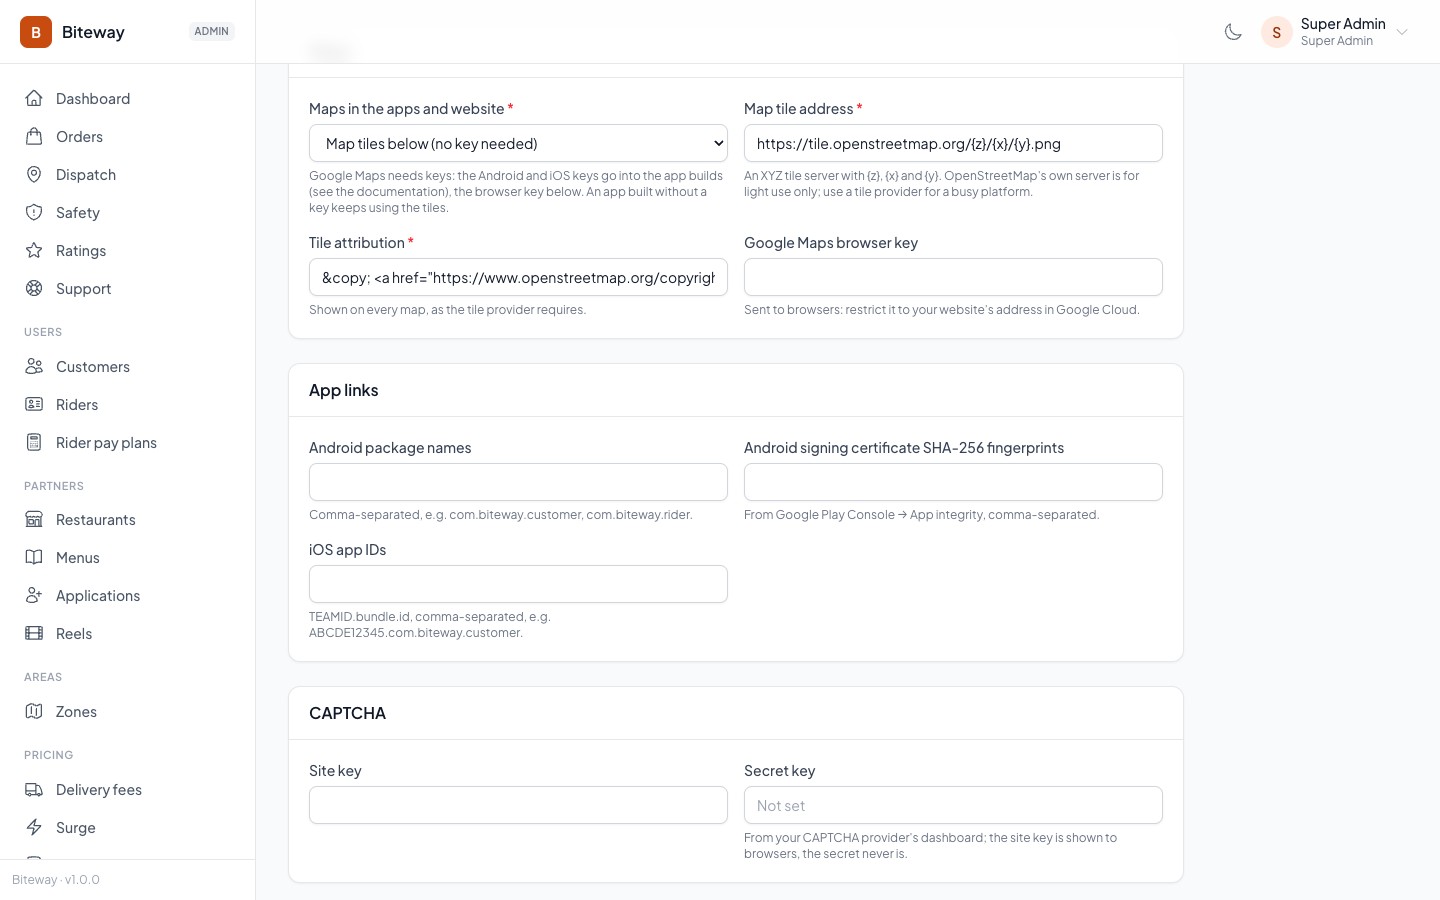 B Biteway ADMIN
S Super Admin
Super Admin
Dashboard
Orders
Dispatch
Safety
Ratings
Support
USERS
Customers
Riders
Rider pay plans
PARTNERS
Restaurants
Menus
Applications
Reels
AREAS
Zones
PRICING
Delivery fees
Surge
Biteway · v1.0.0
Maps in the apps and website *
Map tiles below (no key needed)
Google Maps needs keys: the Android and iOS keys go into the app builds
(see the documentation), the browser key below. An app built without a
key keeps using the tiles.
Map tile address *
https://tile.openstreetmap.org/{z}/{x}/{y}.png
An XYZ tile server with {z}, {x} and {y}. OpenStreetMap's own server is for
light use only; use a tile provider for a busy platform.
Tile attribution *
&copy; <a href="https://www.openstreetmap.org/copyrigh
Shown on every map, as the tile provider requires.
Google Maps browser key
Sent to browsers: restrict it to your website's address in Google Cloud.
App links
Android package names
Comma-separated, e.g. com.biteway.customer, com.biteway.rider.
Android signing certificate SHA-256 fingerprints
From Google Play Console → App integrity, comma-separated.
iOS app IDs
TEAMID.bundle.id, comma-separated, e.g.
ABCDE12345.com.biteway.customer.
CAPTCHA
Site key
Secret key
Not set
From your CAPTCHA provider's dashboard; the site key is shown to
browsers, the secret never is.